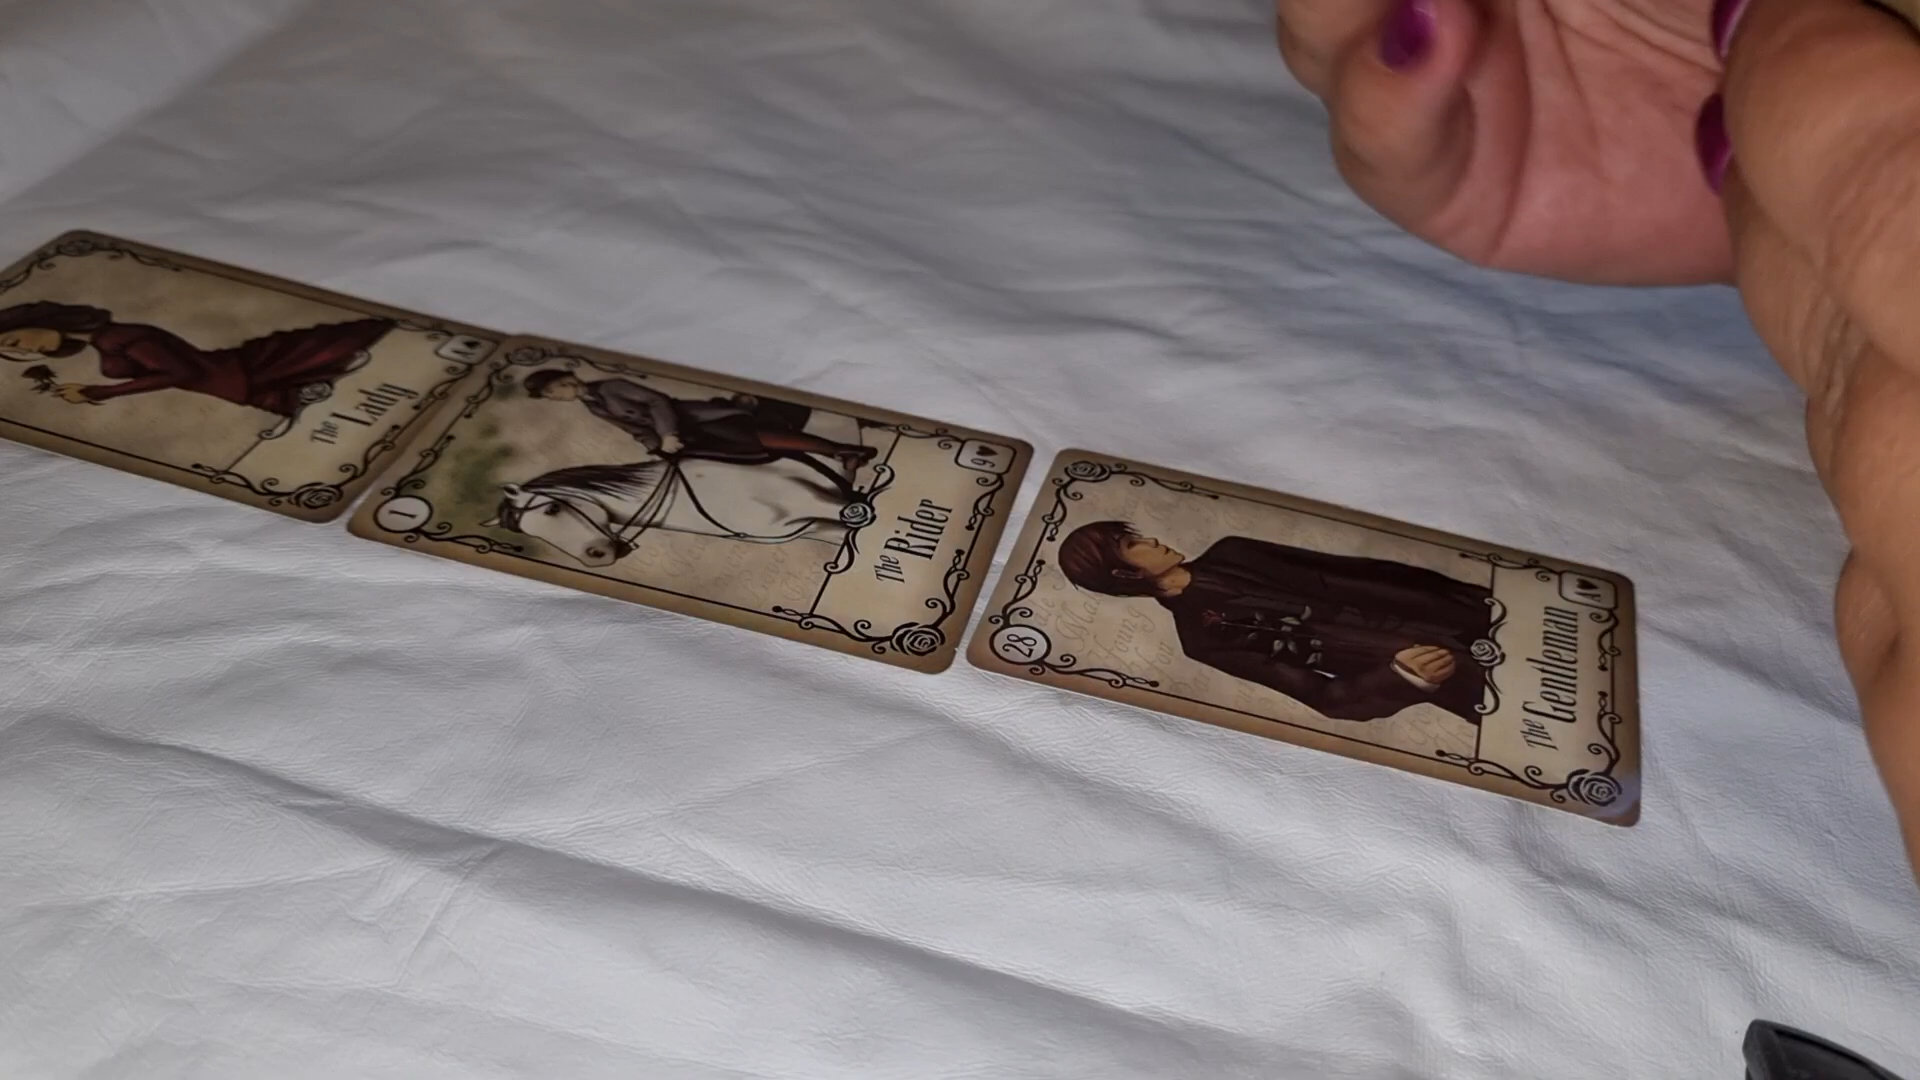 The Lady
A♠
1
The Rider
9♥
28
The Gentleman
A♥